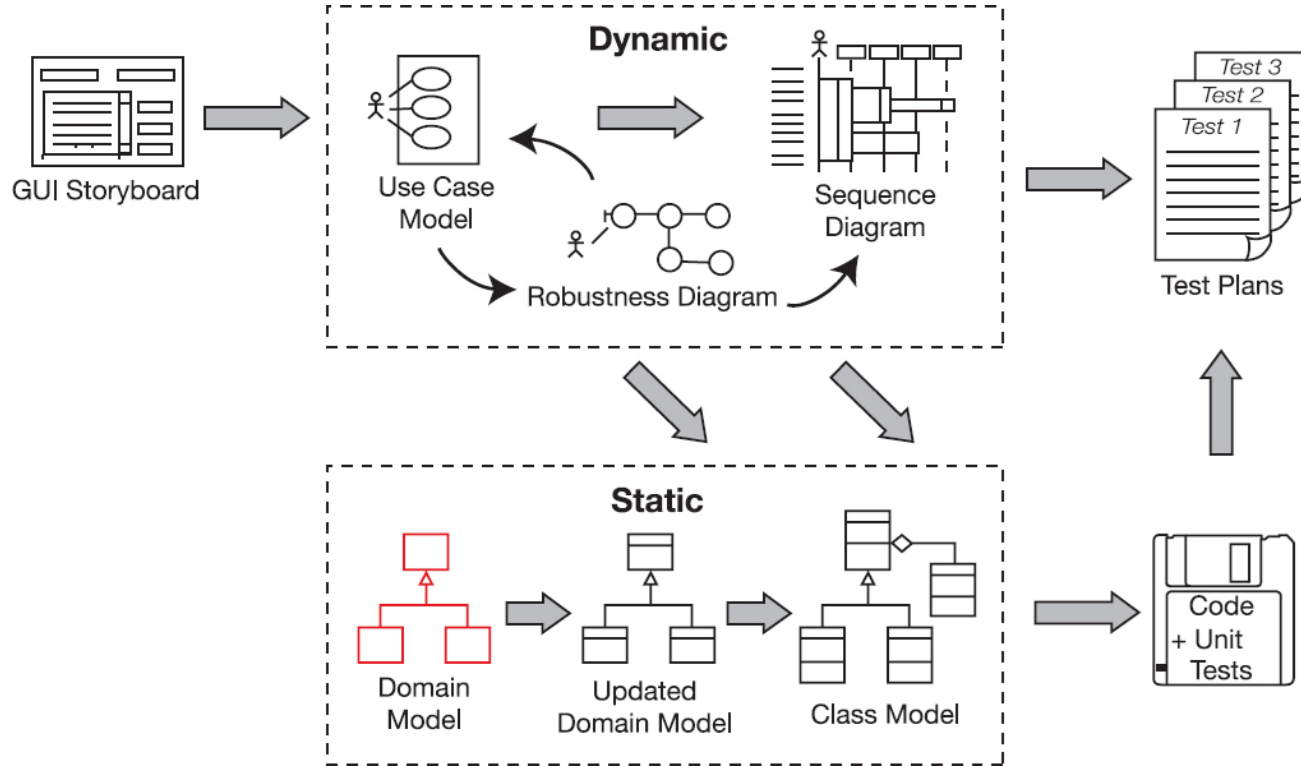 Dynamic
GUI Storyboard
Use Case
Model
Robustness Diagram
Sequence
Diagram
Test 3
Test 2
Test 1
Test Plans
Static
Domain
Model
Updated
Domain Model
Class Model
Code
+ Unit
Tests